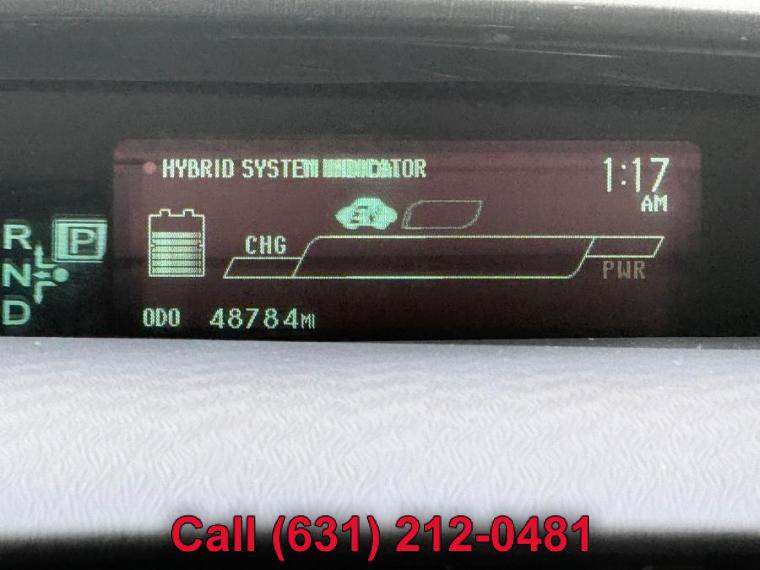 HYBRID SYSTEM INDICATOR
1:17
AM
R
P
CHG
N
PWR
D
ODO 48784MI
Call (631) 212-0481